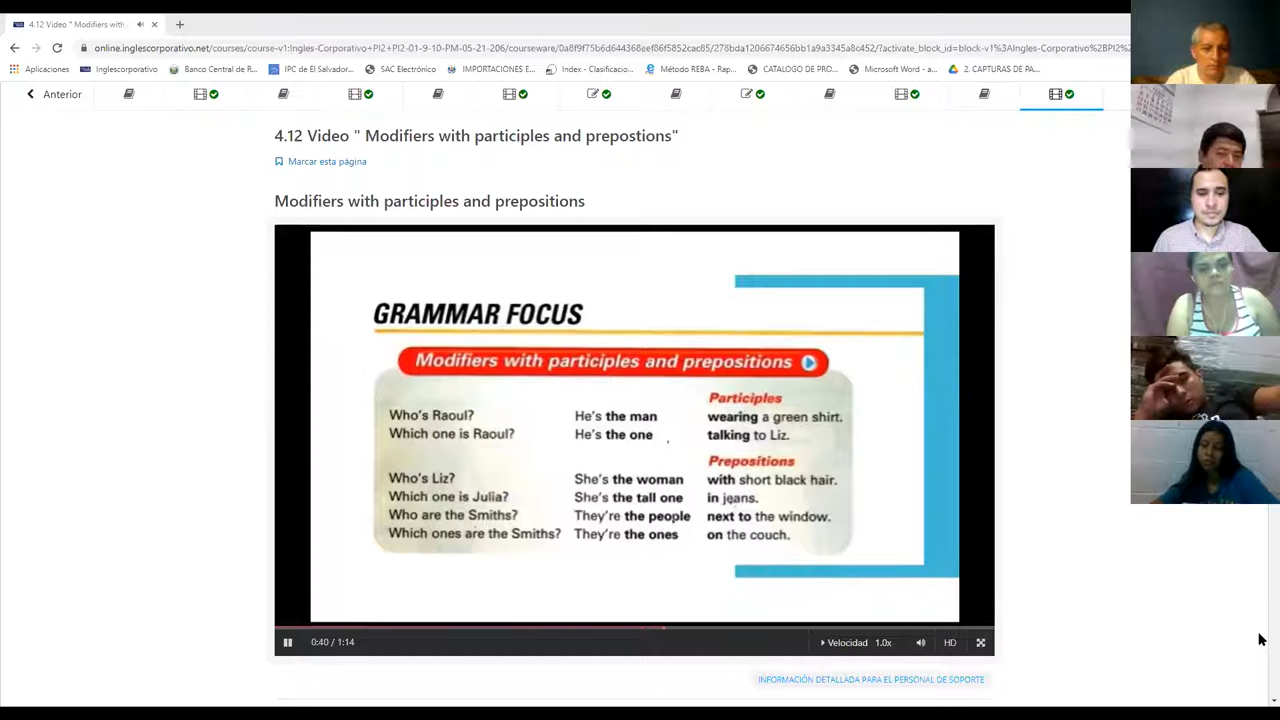 4.12 Video " Modifiers with
online.inglescorporativo.net/courses/course-v1:Ingles-Corporativo+PI2+PI2-01-9-10-PM-05-21-206/courseware/0a8f9f75b6d644368eef86f5852cac85/278bda1206674656bb1a9a3345a8c452/?activate_block_id=block-v1%3AIngles-Corporativo%2BPI2%
Aplicaciones Inglescorporativo Banco Central de R... IPC de El Salvador... SAC Electrónico IMPORTACIONES E... Index - Clasificacio... Método REBA – Rap... CATALOGO DE PRO... Microsoft Word - a... 2. CAPTURAS DE PA...
Anterior
4.12 Video " Modifiers with participles and prepostions"
Marcar esta página
Modifiers with participles and prepositions
GRAMMAR FOCUS
Modifiers with participles and prepositions
Participles
Who's Raoul? He's the man wearing a green shirt.
Which one is Raoul? He's the one talking to Liz.
Prepositions
Who's Liz? She's the woman with short black hair.
Which one is Julia? She's the tall one in jeans.
Who are the Smiths? They're the people next to the window.
Which ones are the Smiths? They're the ones on the couch.
0:40 / 1:14 Velocidad 1.0x HD
INFORMACIÓN DETALLADA PARA EL PERSONAL DE SOPORTE